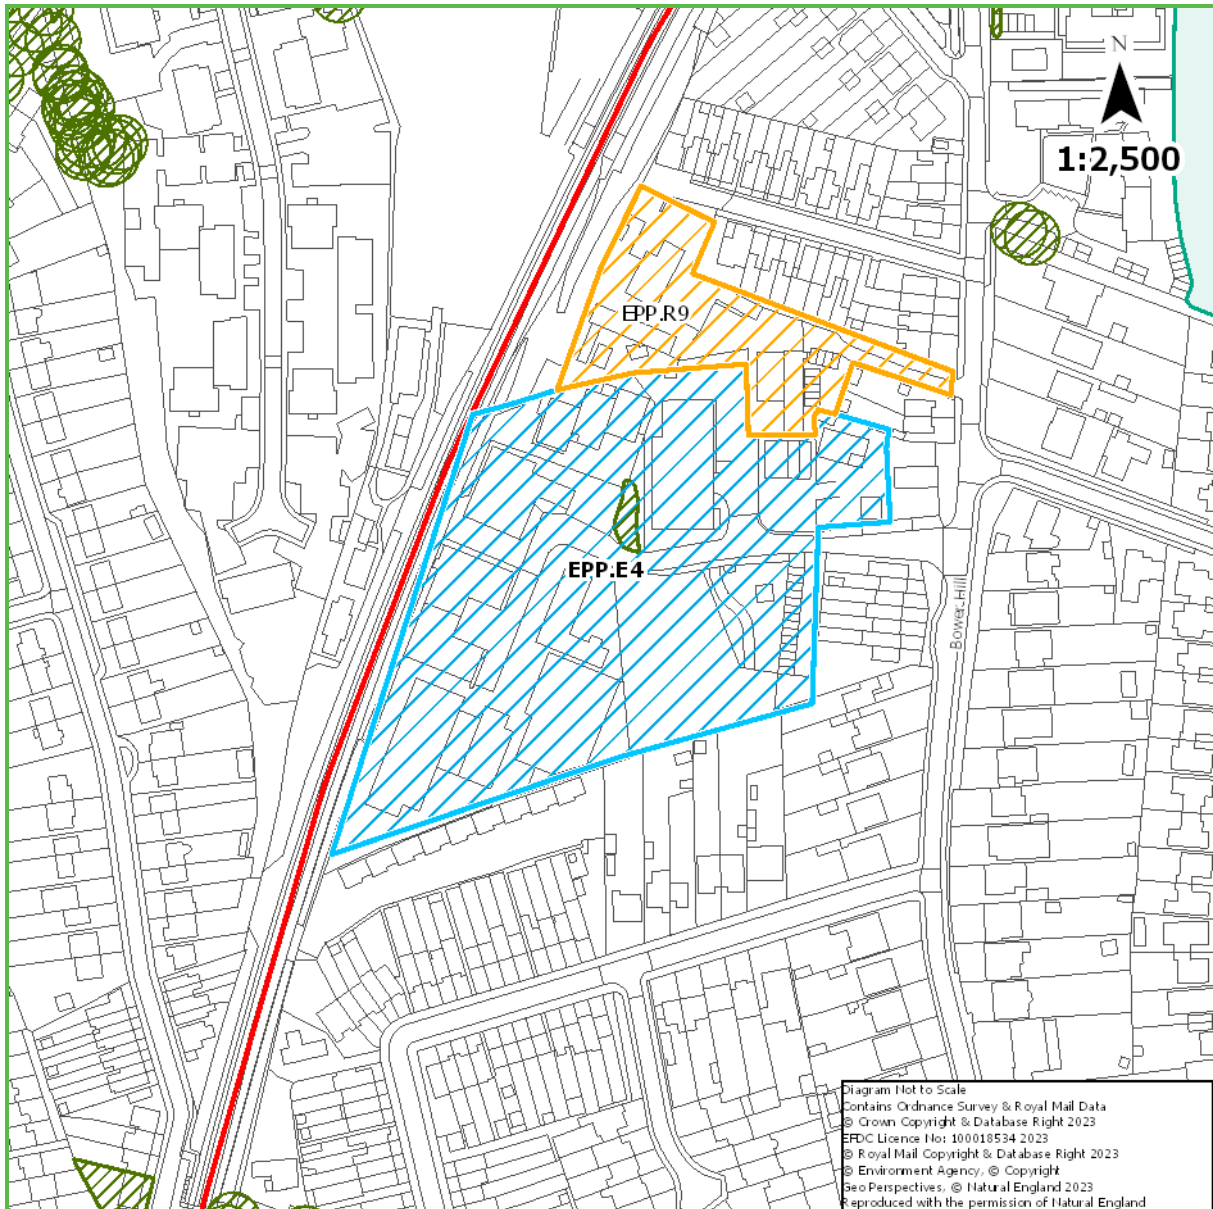 N
1:2,500
EPP.R9
EPP.E4
Bower Hill
Diagram Not to Scale
Contains Ordnance Survey & Royal Mail Data
© Crown Copyright & Database Right 2023
EFDC Licence No: 100018534 2023
© Royal Mail Copyright & Database Right 2023
© Environment Agency, © Copyright
Geo Perspectives, © Natural England 2023
Reproduced with the permission of Natural England